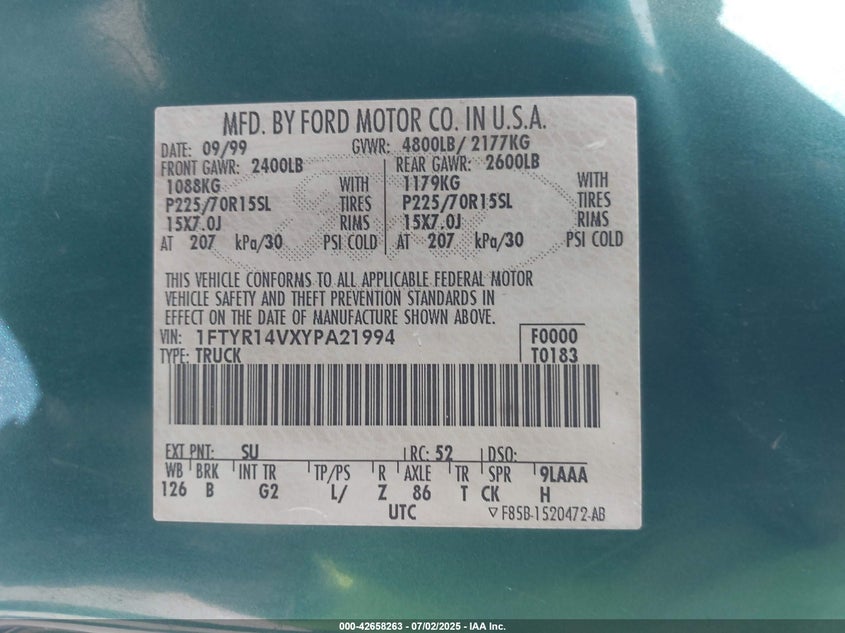 MFD. BY FORD MOTOR CO. IN U.S.A.
DATE: 09/99 GVWR: 4800LB/ 2177KG
FRONT GAWR: 2400LB REAR GAWR: 2600LB
1088KG WITH 1179KG WITH
P225/70R15SL TIRES P225/70R15SL TIRES
15X7.0J RIMS 15X7.0J RIMS
AT 207 kPa/30 PSI COLD AT 207 kPa/30 PSI COLD
THIS VEHICLE CONFORMS TO ALL APPLICABLE FEDERAL MOTOR
VEHICLE SAFETY AND THEFT PREVENTION STANDARDS IN
EFFECT ON THE DATE OF MANUFACTURE SHOWN ABOVE.
VIN: 1FTYR14VXYPA21994 F0000
TYPE: TRUCK T0183
EXT PNT: SU RC: 52 DSO:
WB BRK INT TR TP/PS R AXLE TR SPR 9LAAA
126 B G2 L/ Z 86 T CK H
UTC ▽F85B-1520472-AB
000-42658263 - 07/02/2025 - IAA Inc.